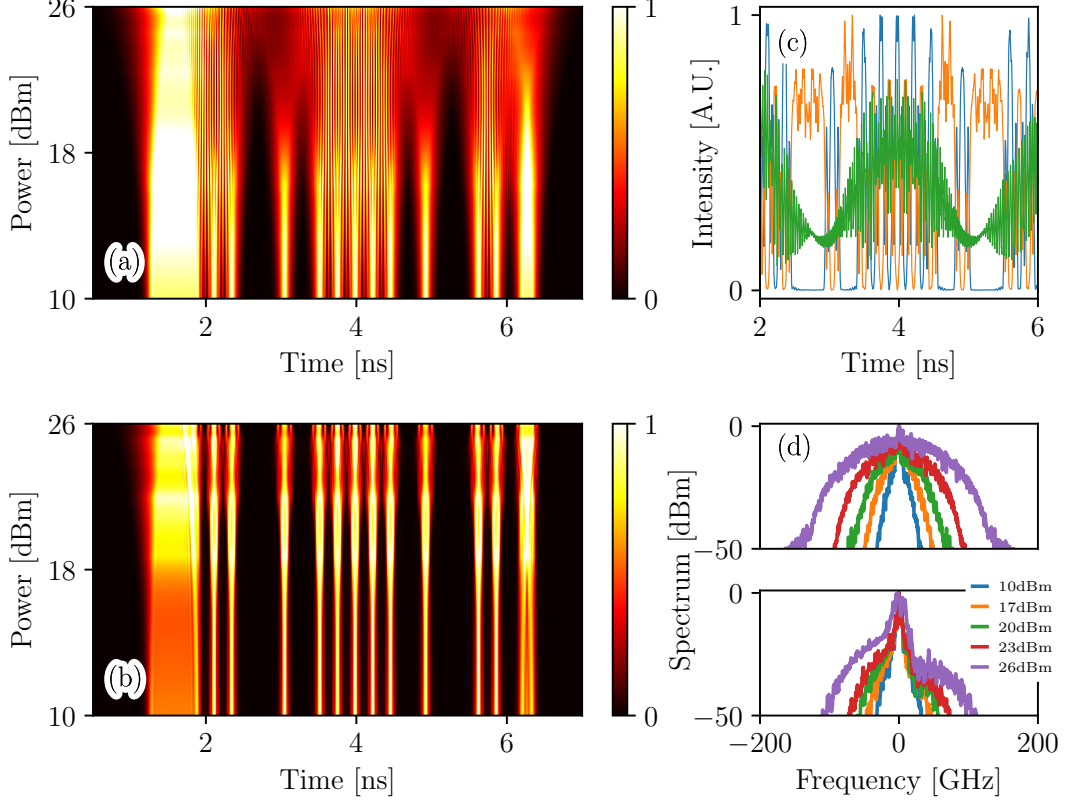 26
18
10
Power [dBm]
(a)
2
4
6
Time [ns]
1
0
1
0
Intensity [A.U.]
(c)
2
4
6
Time [ns]
26
18
10
Power [dBm]
(b)
2
4
6
Time [ns]
1
0
Spectrum [dBm]
0
−50
(d)
0
−50
10dBm
17dBm
20dBm
23dBm
26dBm
−200
0
200
Frequency [GHz]